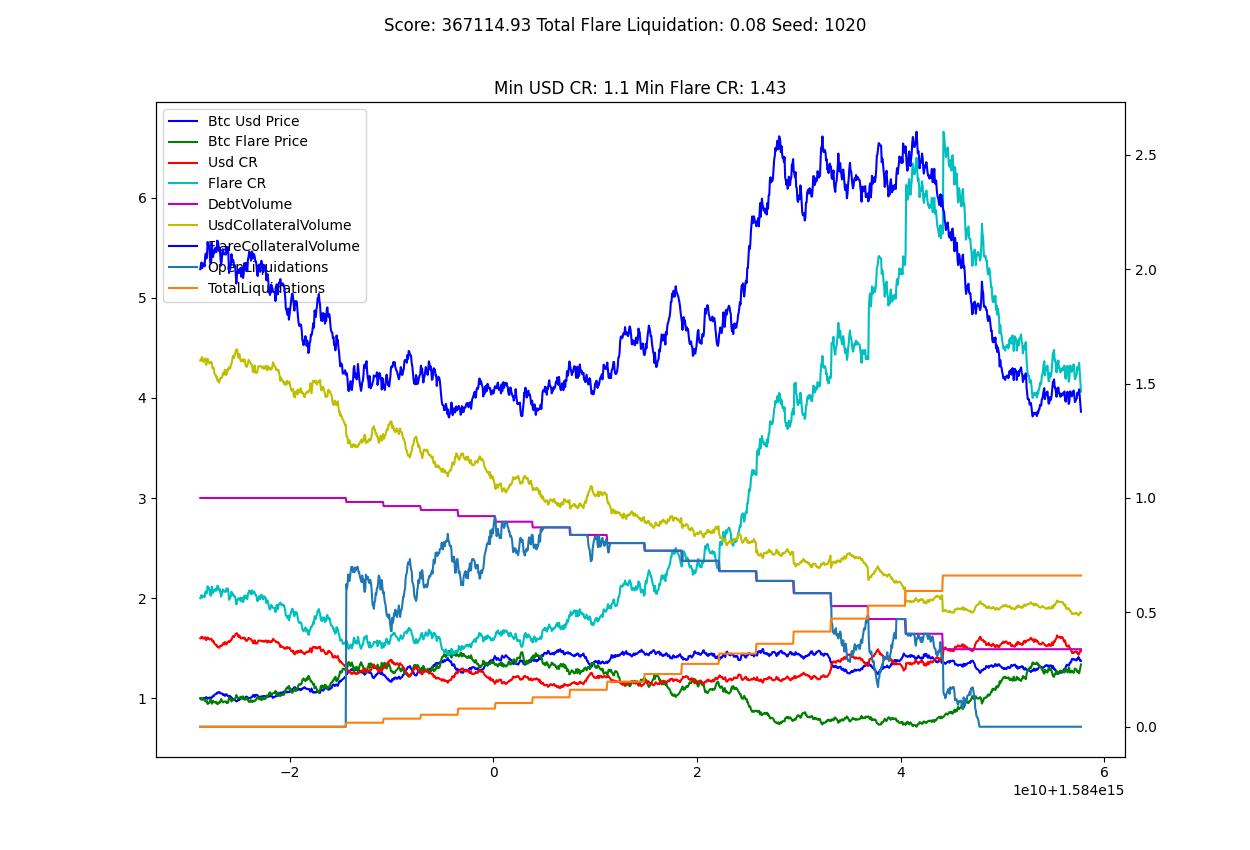 Score: 367114.93 Total Flare Liquidation: 0.08 Seed: 1020
Min USD CR: 1.1 Min Flare CR: 1.43
Btc Usd Price
Btc Flare Price
Usd CR
Flare CR
DebtVolume
UsdCollateralVolume
FlareCollateralVolume
OpenLiquidations
TotalLiquidations
6
5
4
3
2
1
2.5
2.0
1.5
1.0
0.5
0.0
−2 0 2 4 6
1e10+1.584e15